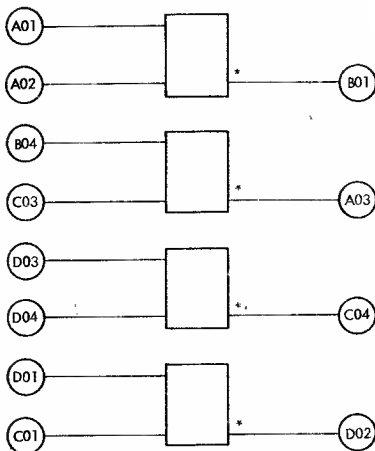 A01
A02 * B01
B04
C03 * A03
D03
D04 * C04
D01
C01 * D02